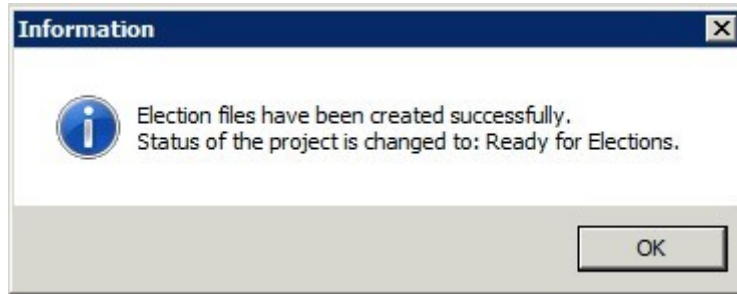 Information
Election files have been created successfully.
Status of the project is changed to: Ready for Elections.
OK